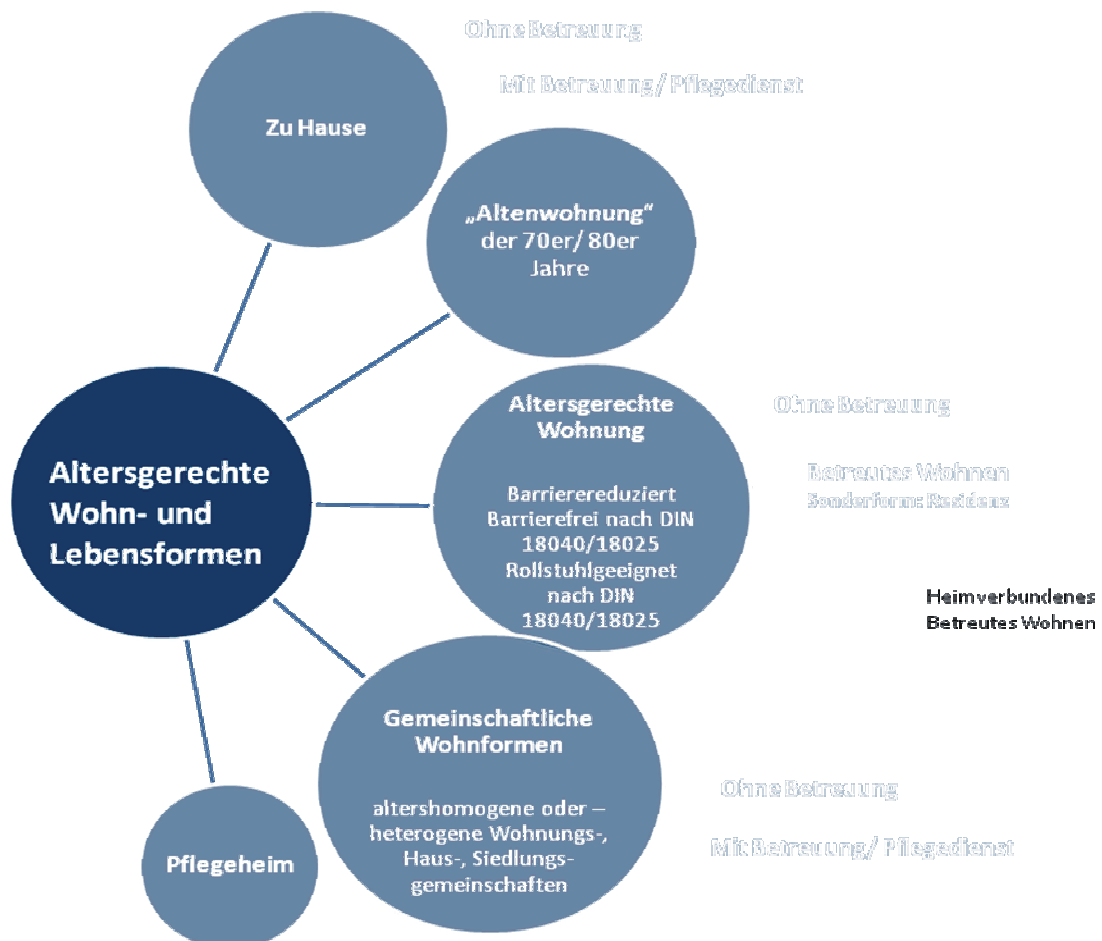 Ohne Betreuung
Mit Betreuung/ Pflegedienst
Zu Hause
„Altenwohnung“
der 70er/ 80er
Jahre
Altersgerechte
Wohnung
Barrierereduziert
Barrierefrei nach DIN
18040/18025
Rollstuhlgeeignet
nach DIN
18040/18025
Ohne Betreuung
Betreutes Wohnen
Sonderform: Residenz
Heimverbundenes
Betreutes Wohnen
Altersgerechte
Wohn- und
Lebensformen
Gemeinschaftliche
Wohnformen
altershomogene oder –
heterogene Wohnungs-,
Haus-, Siedlungs-
gemeinschaften
Ohne Betreuung
Mit Betreuung/ Pflegedienst
Pflegeheim